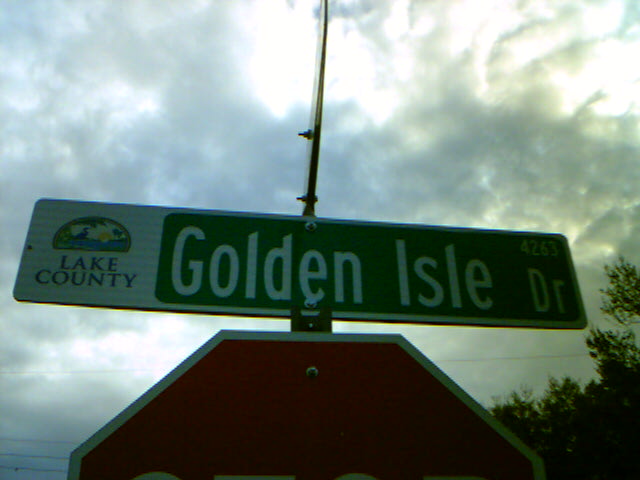 LAKE
COUNTY
Golden Isle Dr
4263